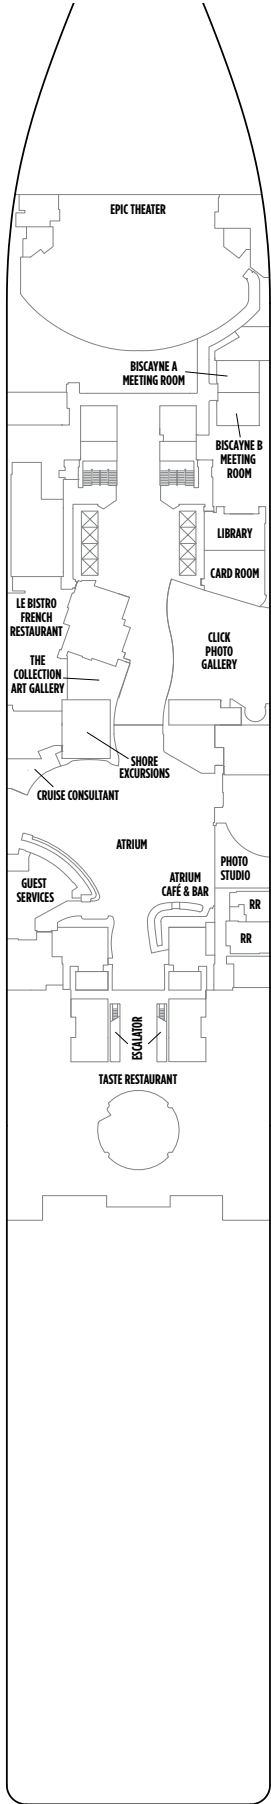 EPIC THEATER
BISCAYNE A
MEETING ROOM
BISCAYNE B
MEETING
ROOM
LIBRARY
CARD ROOM
LE BISTRO
FRENCH
RESTAURANT
CLICK
PHOTO
GALLERY
THE
COLLECTION
ART GALLERY
SHORE
EXCURSIONS
CRUISE CONSULTANT
ATRIUM
PHOTO
STUDIO
GUEST
SERVICES
ATRIUM
CAFÉ & BAR
RR
RR
ESCALATOR
TASTE RESTAURANT